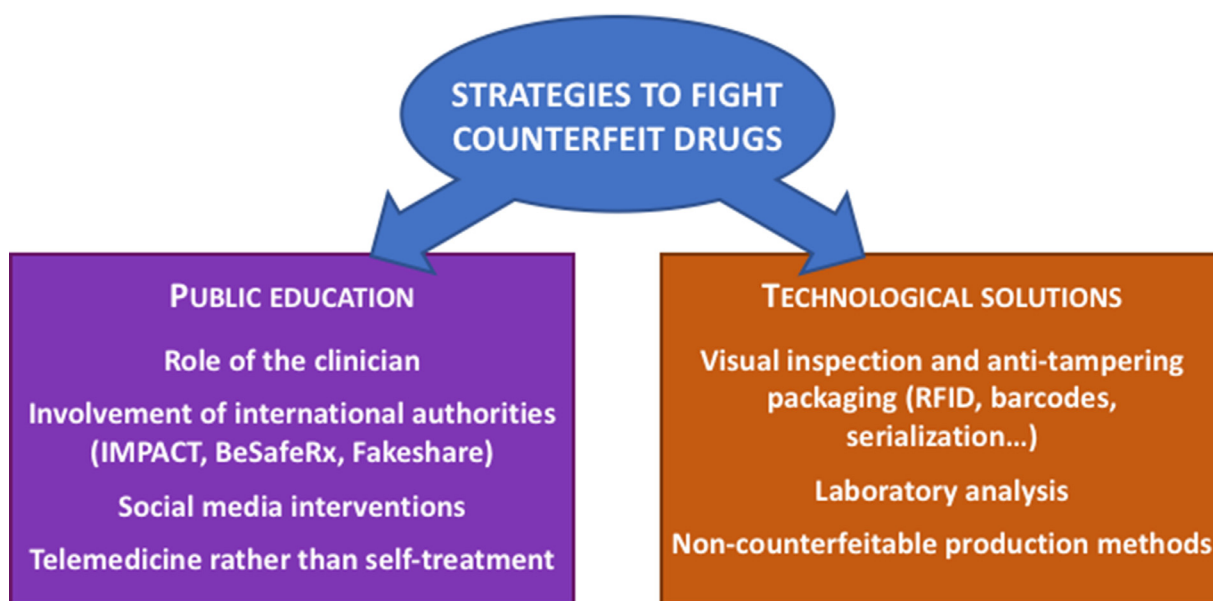 STRATEGIES TO FIGHT
COUNTERFEIT DRUGS
PUBLIC EDUCATION
Role of the clinician
Involvement of international authorities
(IMPACT, BeSafeRx, Fakeshare)
Social media interventions
Telemedicine rather than self-treatment
TECHNOLOGICAL SOLUTIONS
Visual inspection and anti-tampering
packaging (RFID, barcodes,
serialization...)
Laboratory analysis
Non-counterfeitable production methods